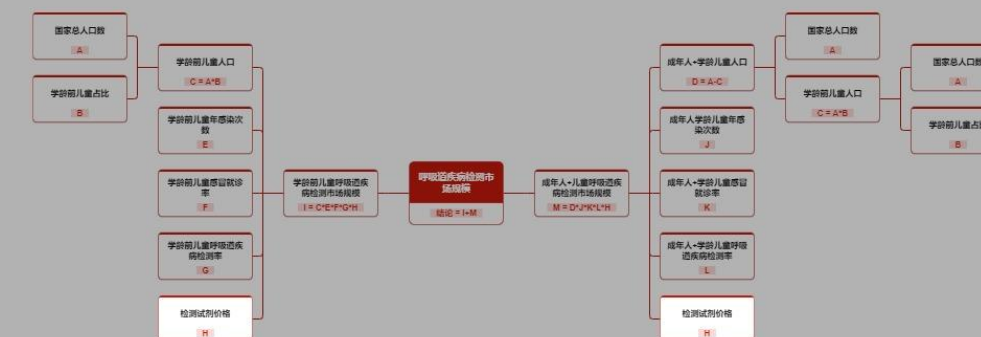 国家总人口数
A
学龄前儿童占比
B
学龄前儿童人口
C = A*B
学龄前儿童年感染次
数
E
学龄前儿童感冒就诊
率
F
学龄前儿童呼吸道疾
病检测率
G
检测试剂价格
H
学龄前儿童呼吸道疾
病检测市场规模
I = C*E*F*G*H
呼吸道疾病检测市
场规模
结论 = I+M
成年人+儿童呼吸道疾
病检测市场规模
M = D*J*K*L*H
成年人+学龄儿童人口
D = A-C
成年人学龄儿童年感
染次数
J
成年人+学龄儿童感冒
就诊率
K
成年人+学龄儿童呼吸
道疾病检测率
L
检测试剂价格
H
国家总人口数
A
学龄前儿童人口
C = A*B
国家总人口数
A
学龄前儿童占
B